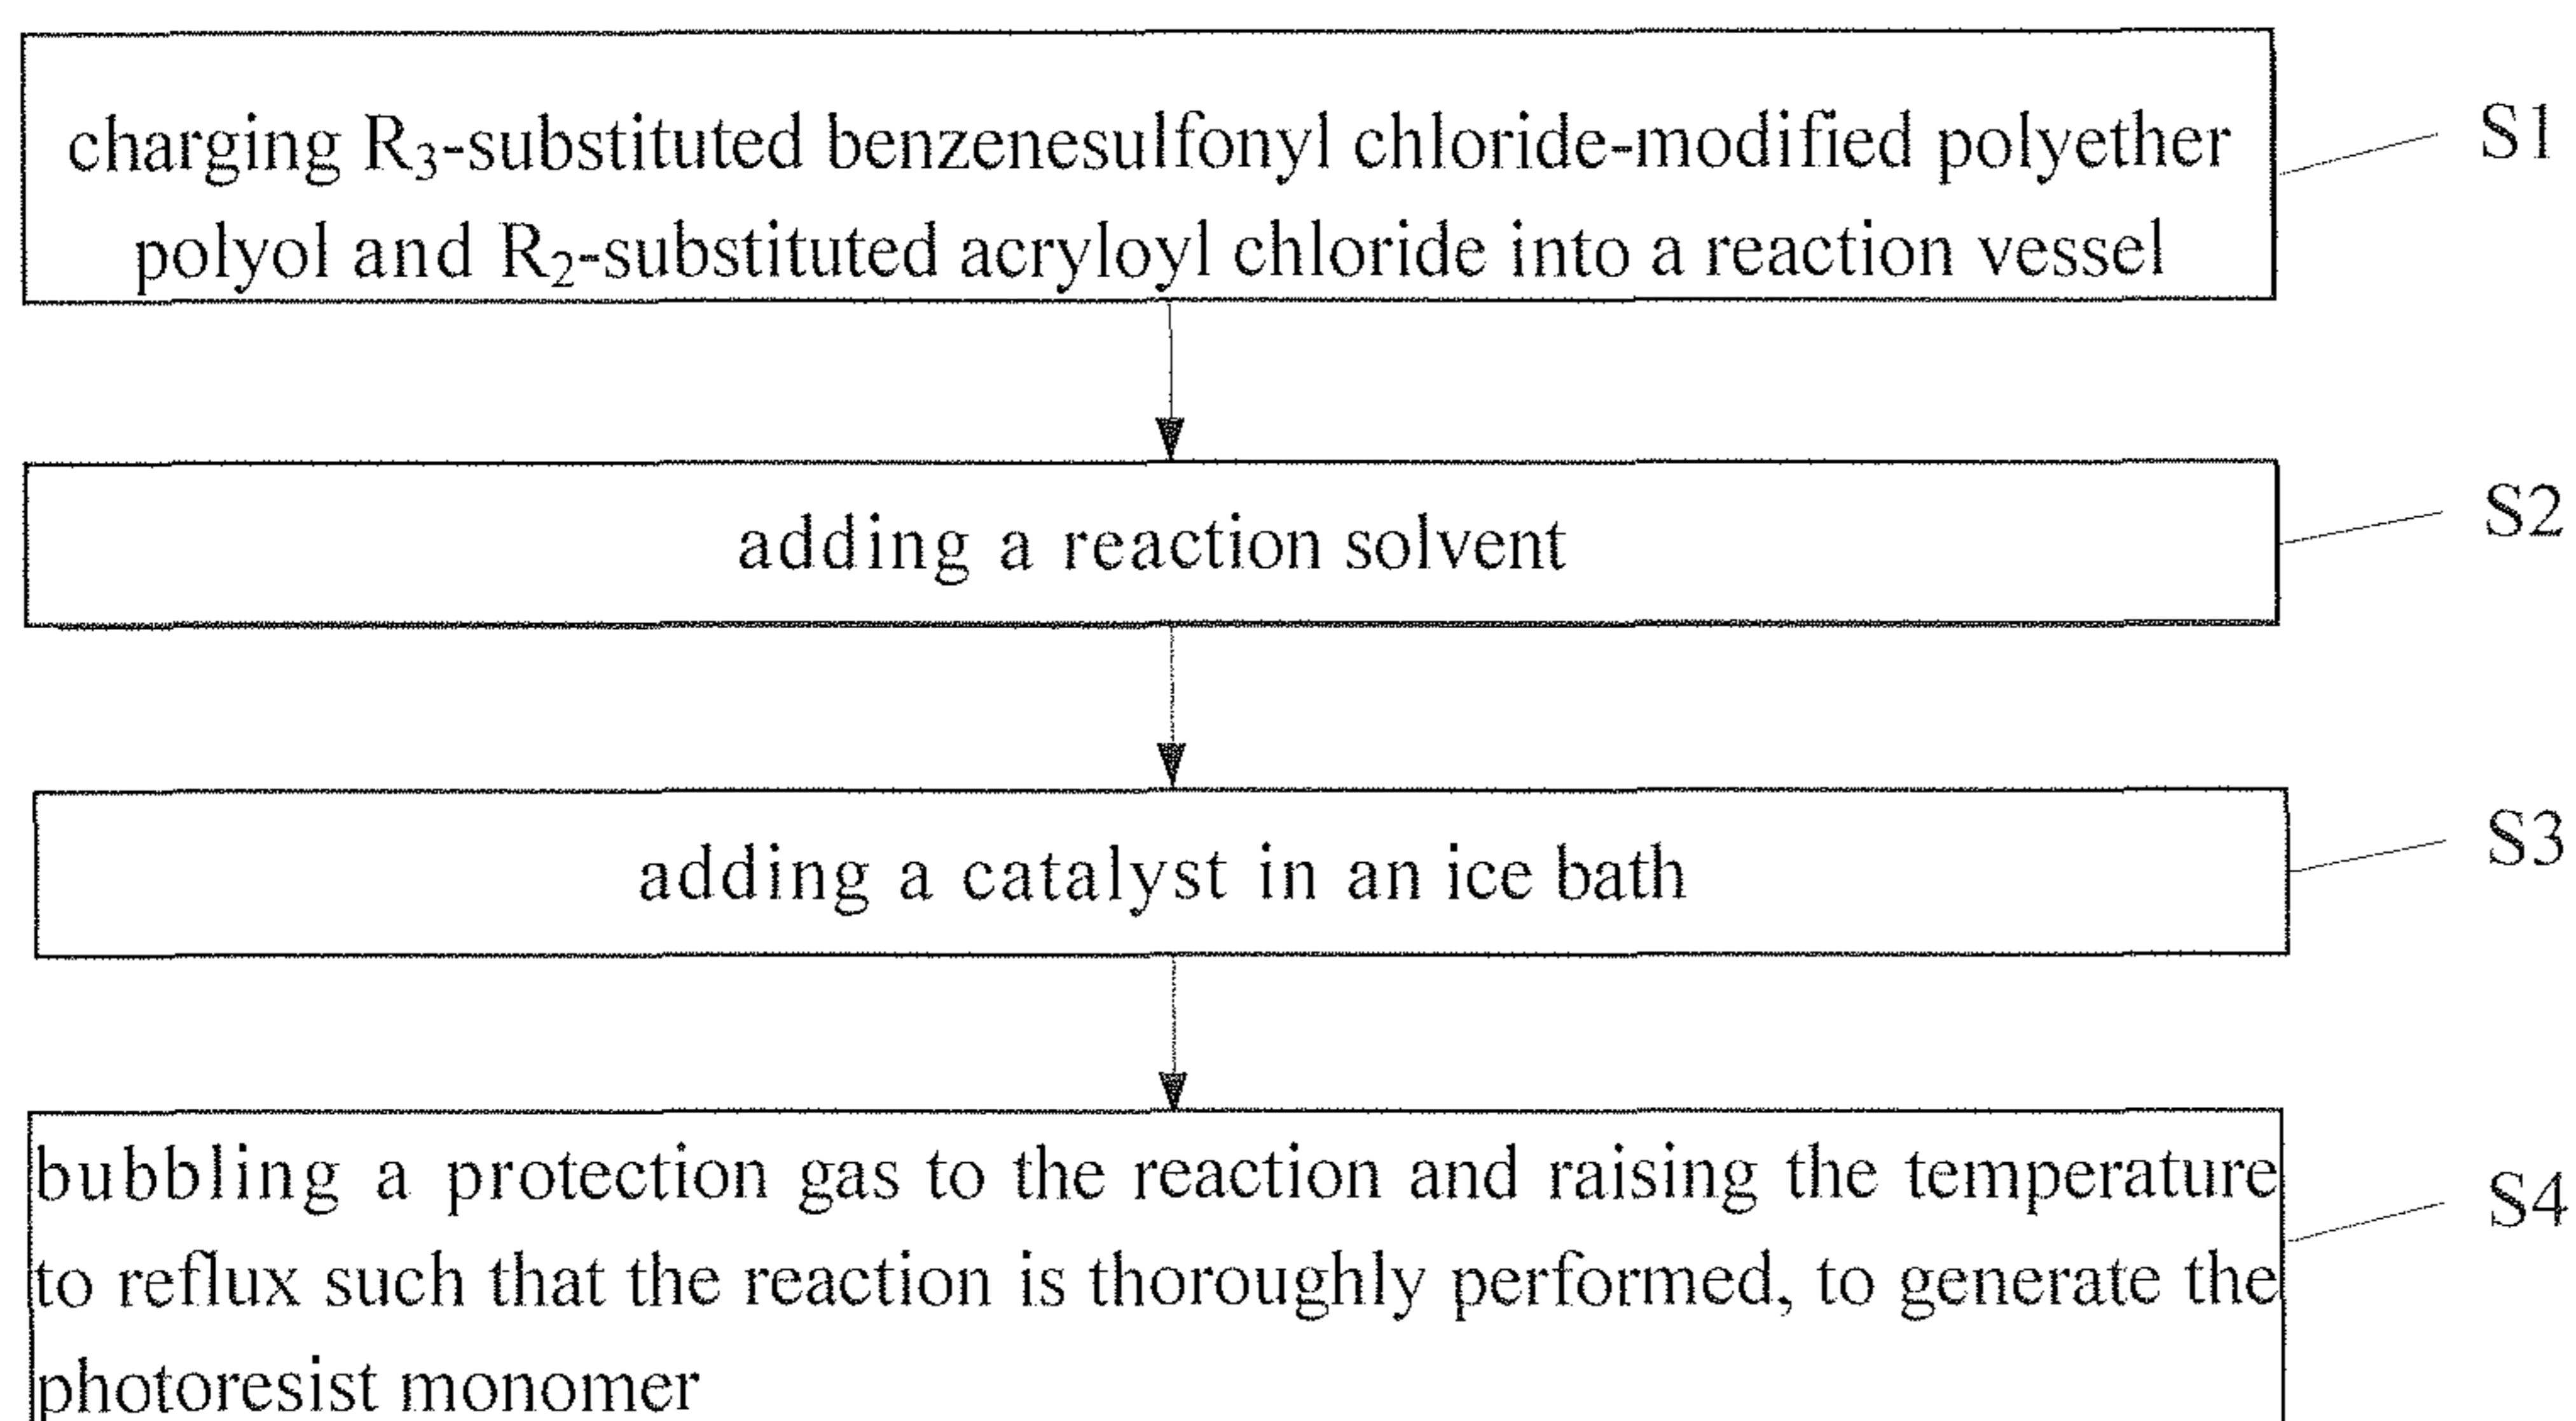 charging R₃-substituted benzenesulfonyl chloride-modified polyether
polyol and R₂-substituted acryloyl chloride into a reaction vessel
S1
adding a reaction solvent
S2
adding a catalyst in an ice bath
S3
bubbling a protection gas to the reaction and raising the temperature
to reflux such that the reaction is thoroughly performed, to generate the
photoresist monomer
S4